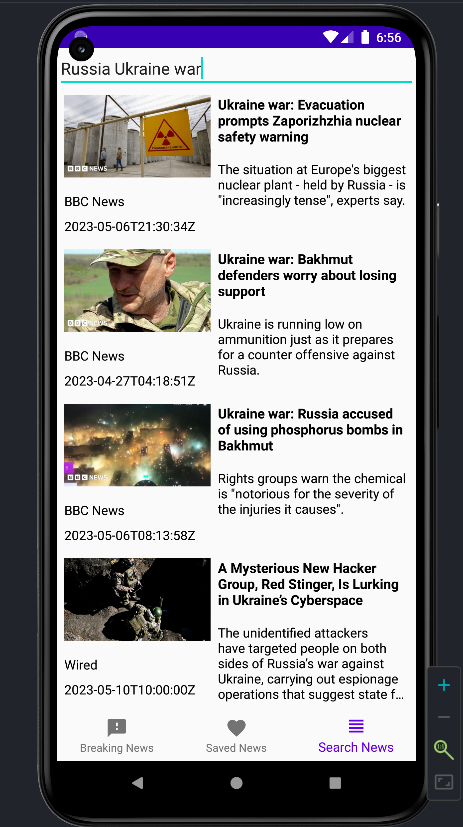 6:56
Russia Ukraine war
Ukraine war: Evacuation
prompts Zaporizhzhia nuclear
safety warning
The situation at Europe's biggest
nuclear plant - held by Russia - is
"increasingly tense", experts say.
BBC NEWS
BBC News
2023-05-06T21:30:34Z
Ukraine war: Bakhmut
defenders worry about losing
support
Ukraine is running low on
ammunition just as it prepares
for a counter offensive against
Russia.
BBC NEWS
BBC News
2023-04-27T04:18:51Z
Ukraine war: Russia accused
of using phosphorus bombs in
Bakhmut
Rights groups warn the chemical
is "notorious for the severity of
the injuries it causes".
BBC NEWS
BBC News
2023-05-06T08:13:58Z
A Mysterious New Hacker
Group, Red Stinger, Is Lurking
in Ukraine’s Cyberspace
The unidentified attackers
have targeted people on both
sides of Russia’s war against
Ukraine, carrying out espionage
operations that suggest state f…
Wired
2023-05-10T10:00:00Z
Breaking News
Saved News
Search News